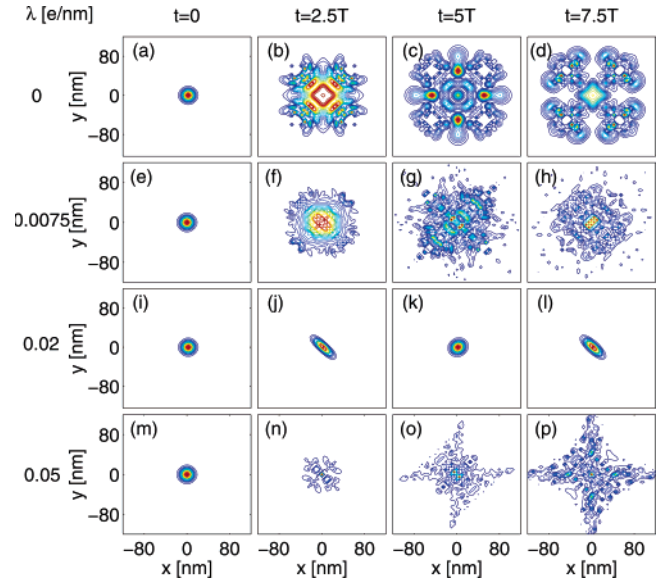 λ [e/nm] t=0 t=2.5T t=5T t=7.5T
80 (a) (b) (c) (d)
0 y [nm] 0
−80
80 (e) (f) (g) (h)
0.0075 y [nm] 0
−80
80 (i) (j) (k) (l)
0.02 y [nm] 0
−80
80 (m) (n) (o) (p)
0.05 y [nm] 0
−80
−80 0 80 −80 0 80 −80 0 80 −80 0 80
x [nm] x [nm] x [nm] x [nm]